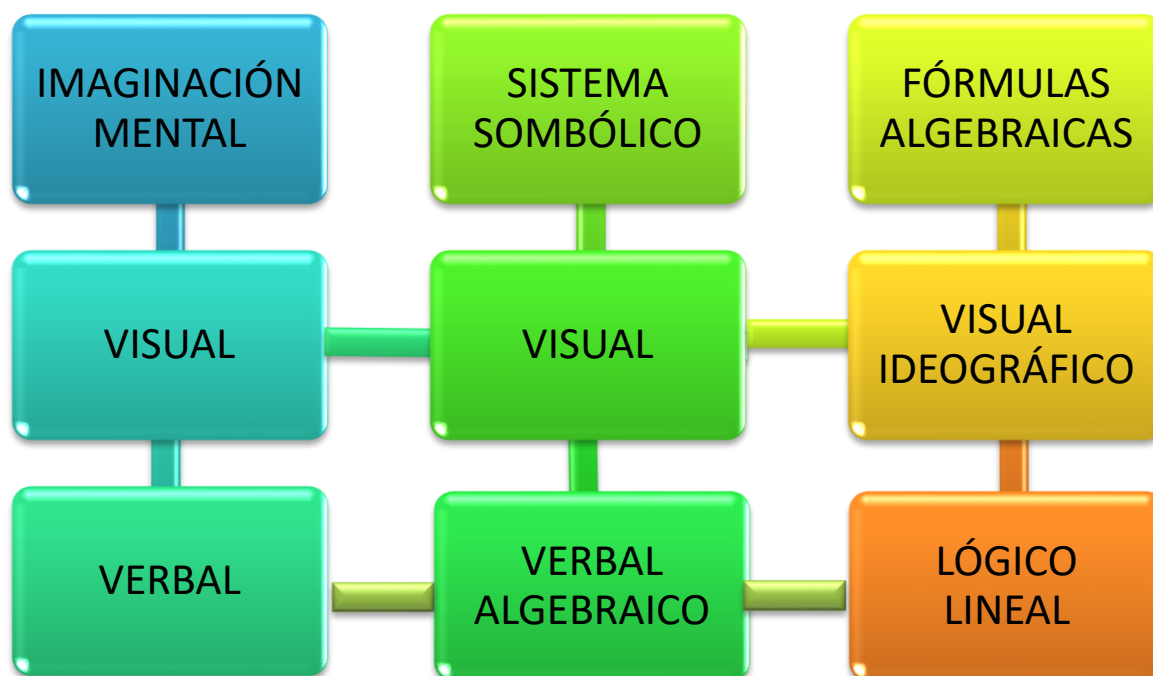 IMAGINACIÓN
MENTAL
SISTEMA
SOMBÓLICO
FÓRMULAS
ALGEBRAICAS
VISUAL
VISUAL
VISUAL
IDEOGRÁFICO
VERBAL
VERBAL
ALGEBRAICO
LÓGICO
LINEAL